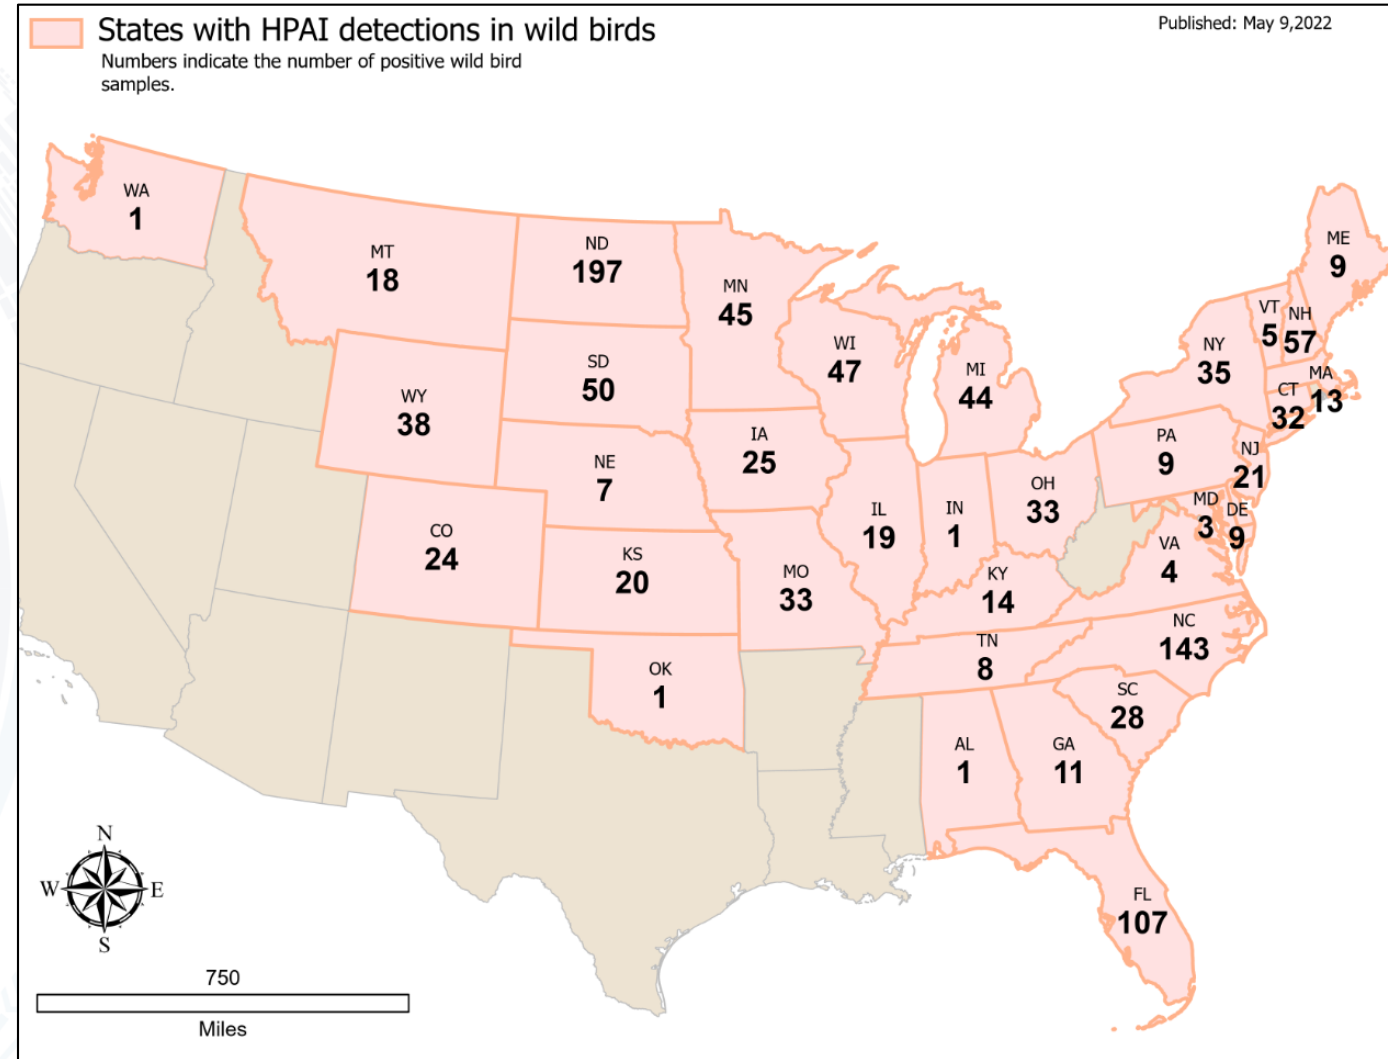 States with HPAI detections in wild birds
Published: May 9,2022
Numbers indicate the number of positive wild bird
samples.
WA
1
MT
18
ND
197
MN
45
ME
9
VT
5
NH
57
WI
47
NY
35
MI
44
SD
50
MA
13
WY
38
CT
32
IA
25
PA
9
NJ
21
NE
7
OH
33
MD
3
DE
9
IL
19
IN
1
CO
24
KS
20
VA
4
MO
33
KY
14
NC
143
TN
8
OK
1
SC
28
AL
1
GA
11
FL
107
N
W
E
S
750
Miles